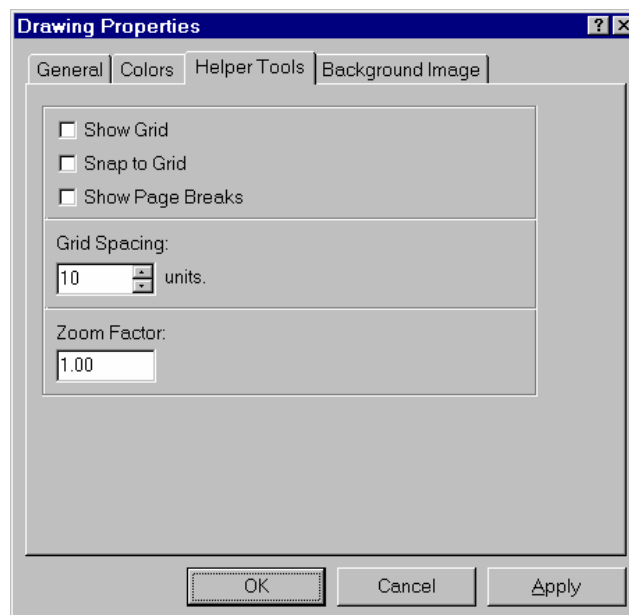 Drawing Properties
General Colors Helper Tools Background Image
Show Grid
Snap to Grid
Show Page Breaks
Grid Spacing:
10 units.
Zoom Factor:
1.00
OK Cancel Apply